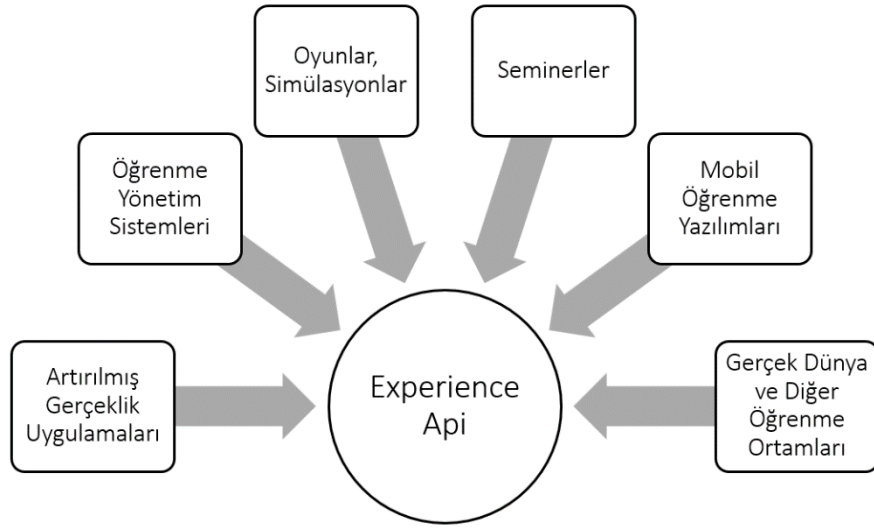 Oyunlar,
Simülasyonlar
Seminerler
Öğrenme
Yönetim
Sistemleri
Mobil
Öğrenme
Yazılımları
Artırılmış
Gerçeklik
Uygulamaları
Experience
Api
Gerçek Dünya
ve Diğer
Öğrenme
Ortamları